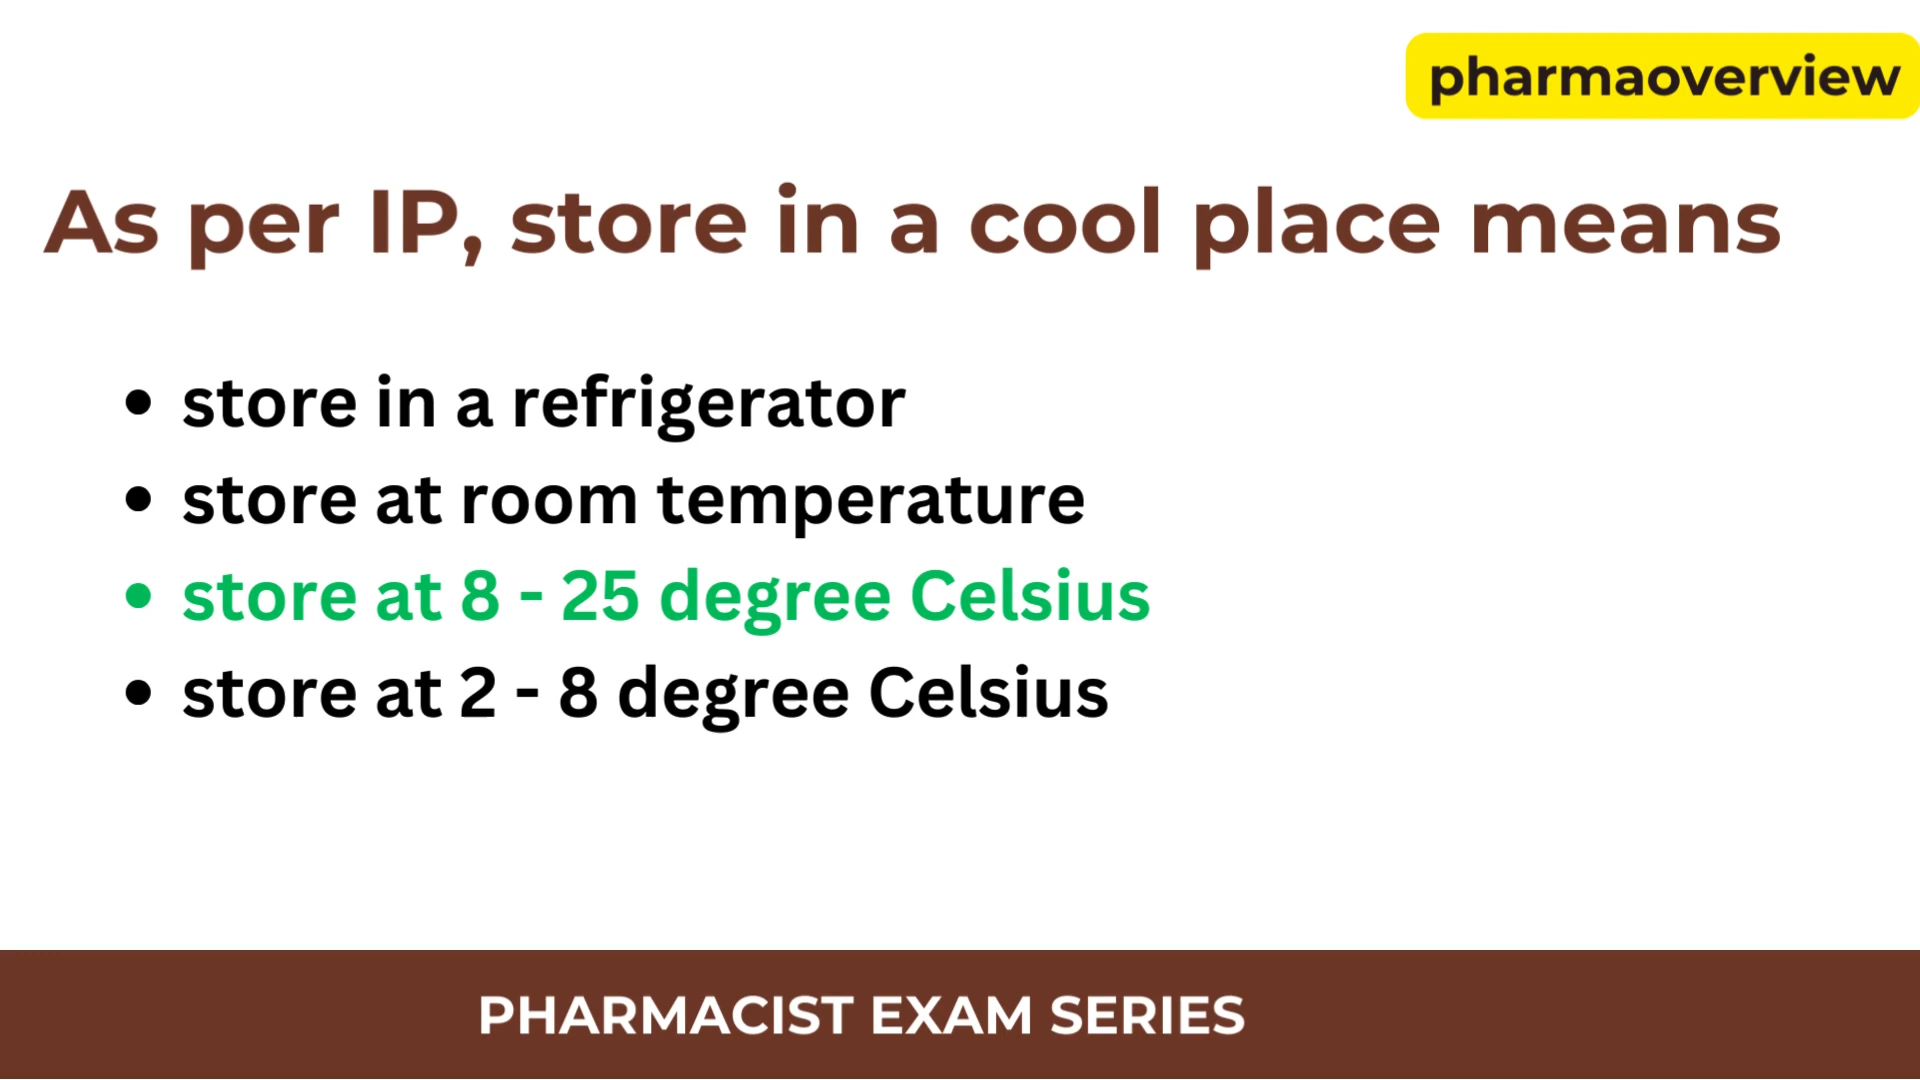 pharmaoverview
As per IP, store in a cool place means
• store in a refrigerator
• store at room temperature
• store at 8 - 25 degree Celsius
• store at 2 - 8 degree Celsius
PHARMACIST EXAM SERIES